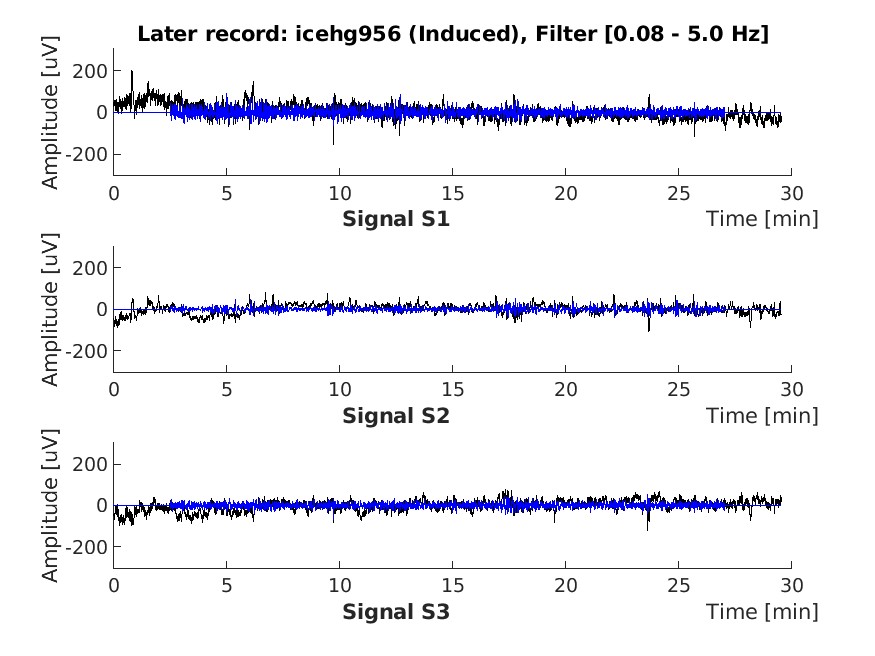 Later record: icehg956 (Induced), Filter [0.08 - 5.0 Hz]
Amplitude [uV]
200
0
-200
0 5 10 15 20 25 30
Signal S1 Time [min]
Amplitude [uV]
200
0
-200
0 5 10 15 20 25 30
Signal S2 Time [min]
Amplitude [uV]
200
0
-200
0 5 10 15 20 25 30
Signal S3 Time [min]